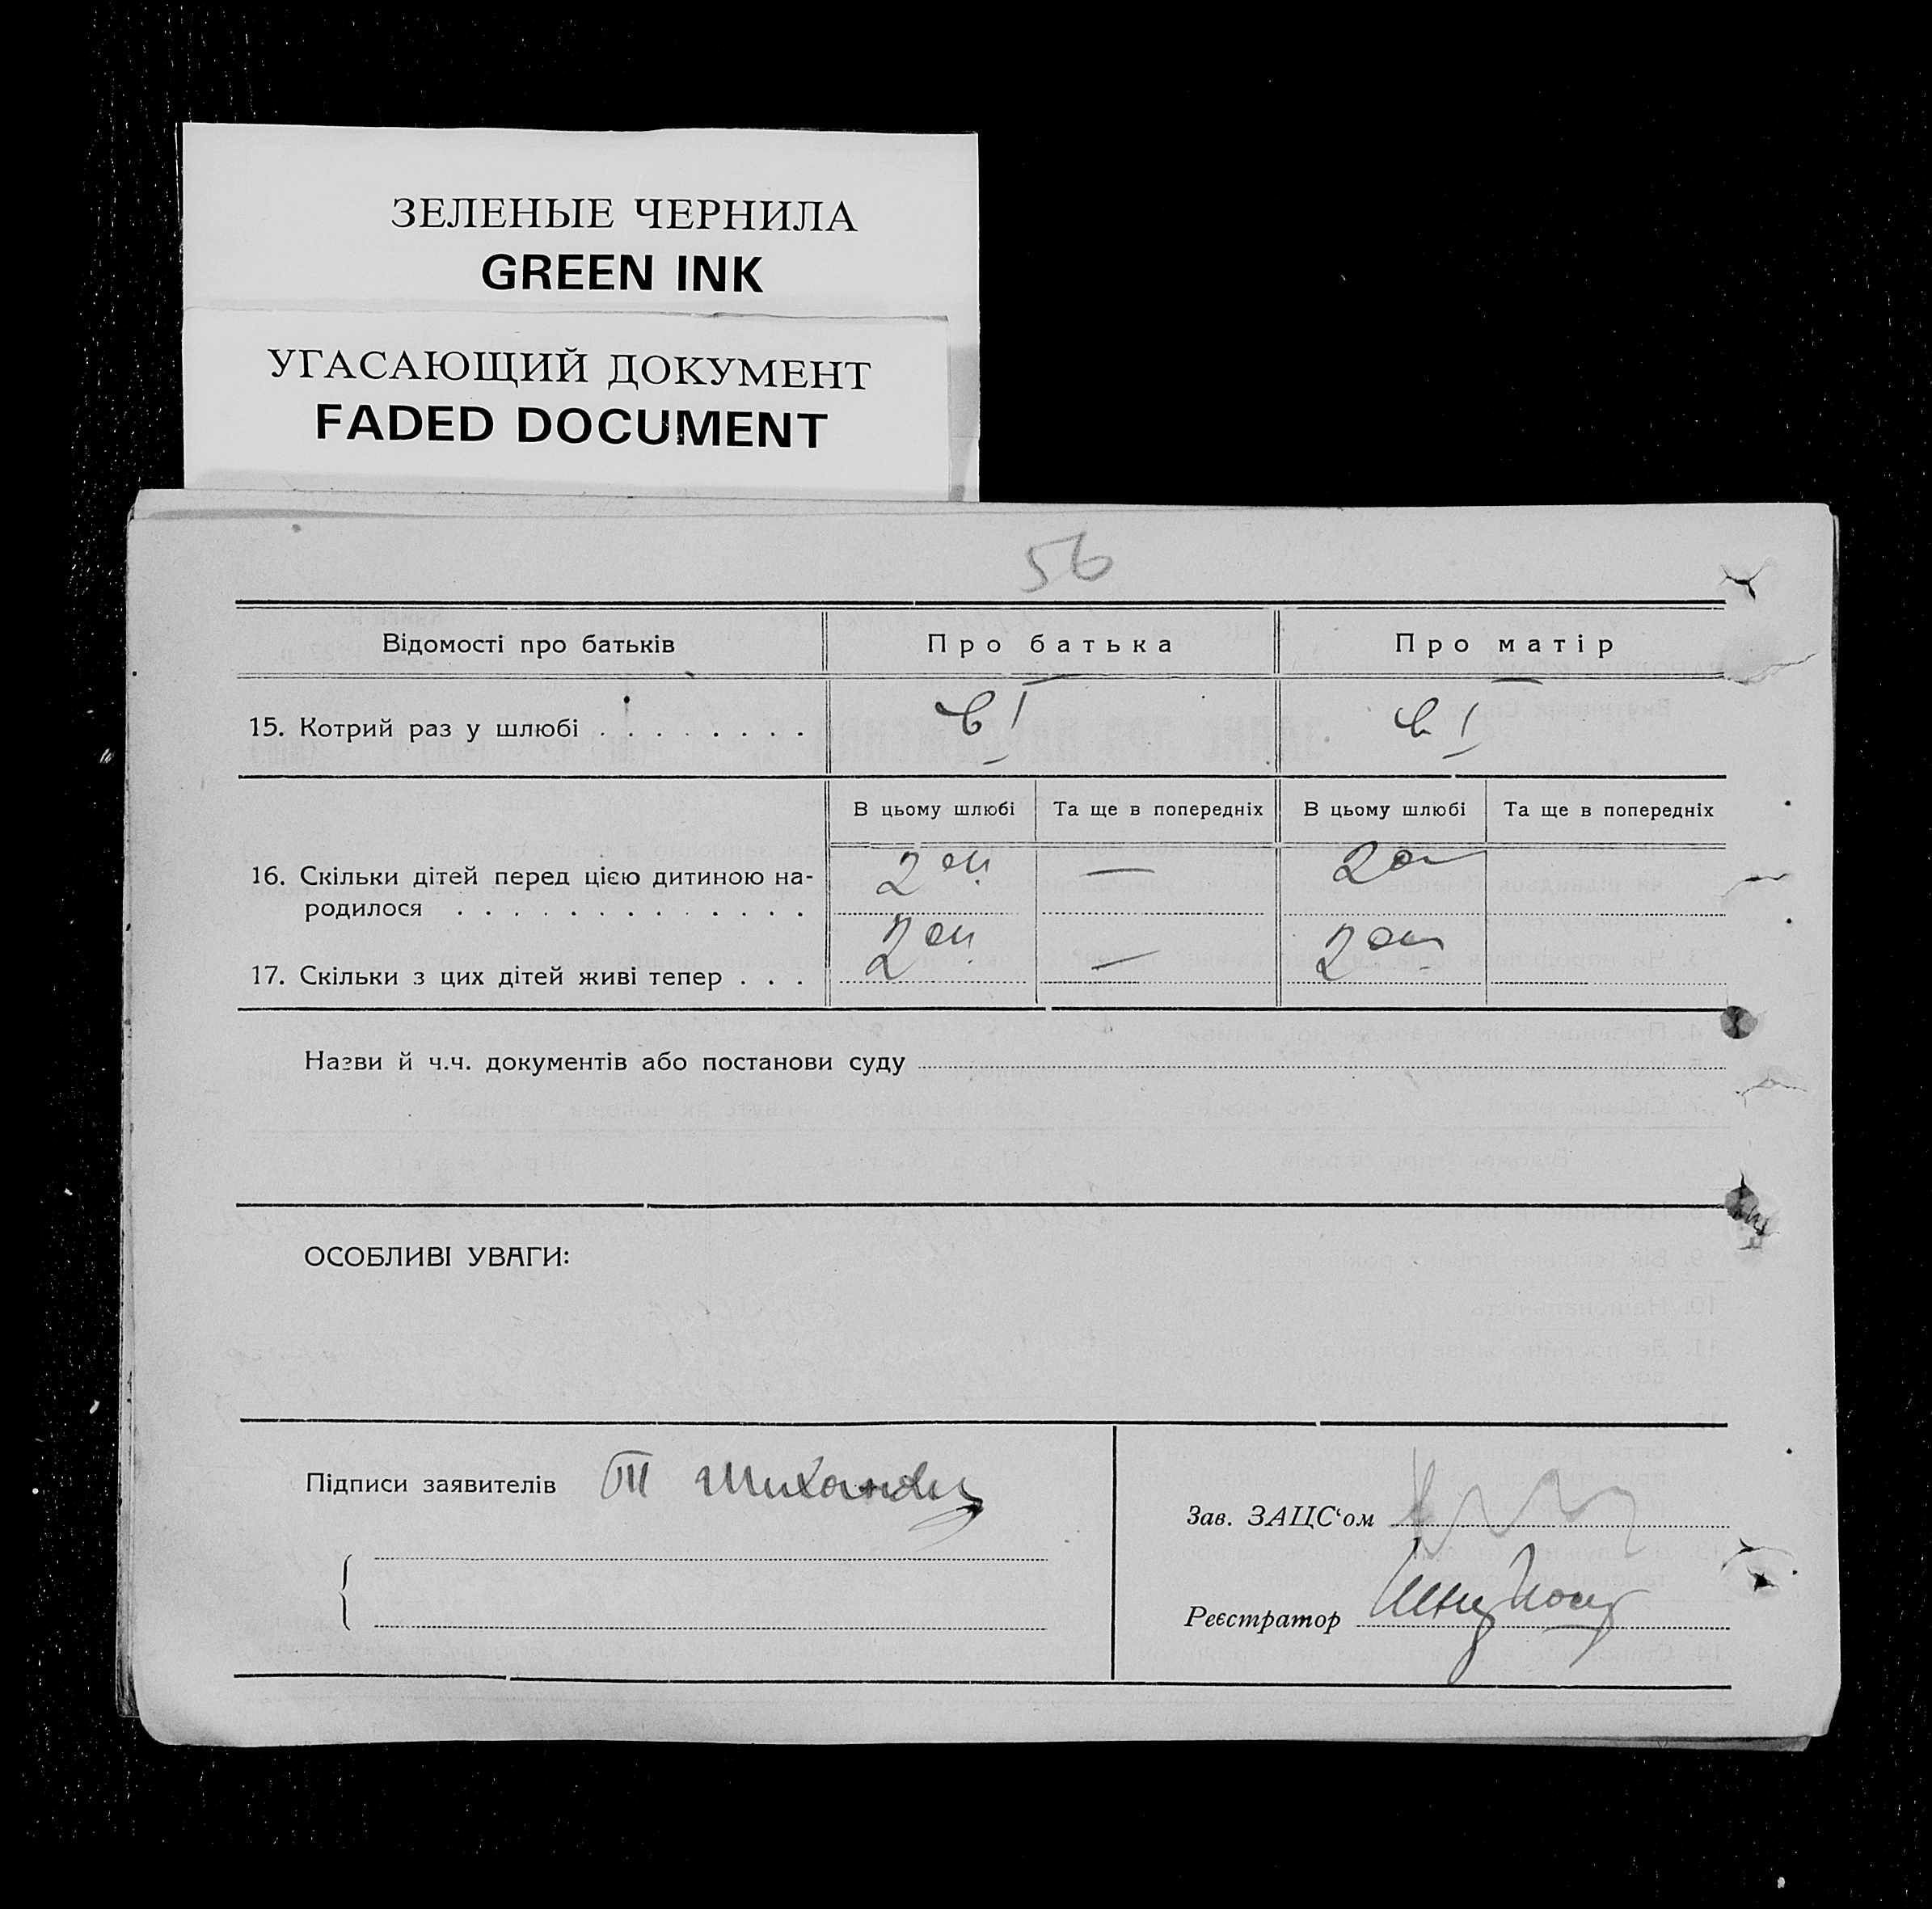 ЗЕЛЕНЫЕ ЧЕРНИЛА
GREEN INK
УГАСАЮЩИЙ ДОКУМЕНТ
FADED DOCUMENT
56
Відомості про батьків Про батька Про матір
15. Котрий раз у шлюбі . . . . . . . . в I в I
В цьому шлюбі Та ще в попередніх В цьому шлюбі Та ще в попередніх
16. Скільки дітей перед цією дитиною на- 2 — 2
родилося . . . . . . . . . . . . .
17. Скільки з цих дітей живі тепер . . . 2 — 2
Назви й ч.ч. документів або постанови суду
ОСОБЛИВІ УВАГИ:
Підписи заявителів
Зав. ЗАЦС‘ом
Реєстратор